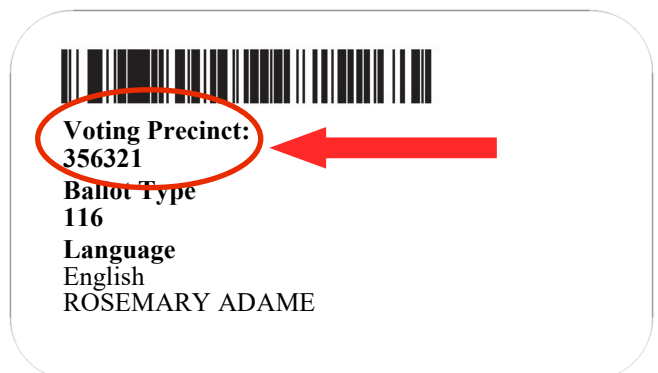 Voting Precinct:
356321
Ballot Type
116
Language
English
ROSEMARY ADAME